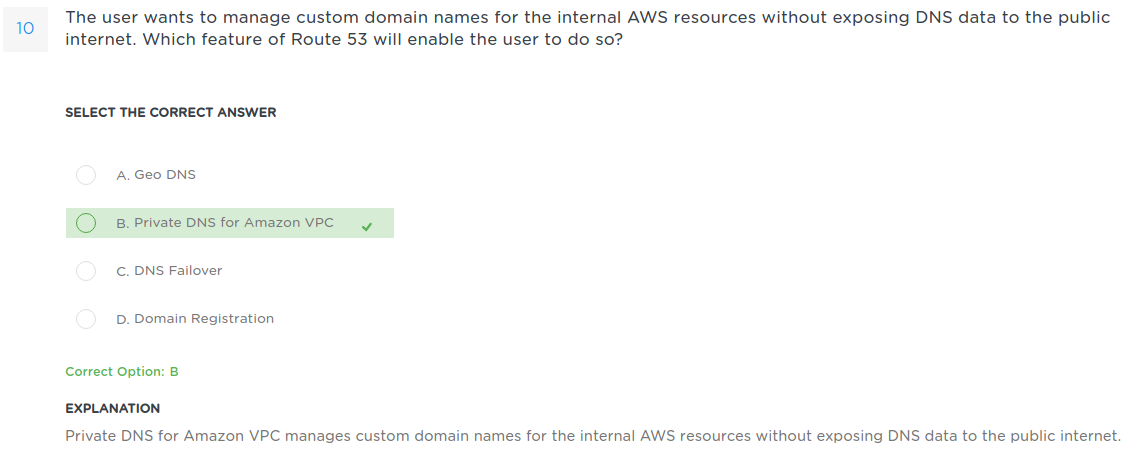 10
The user wants to manage custom domain names for the internal AWS resources without exposing DNS data to the public
internet. Which feature of Route 53 will enable the user to do so?
SELECT THE CORRECT ANSWER
A. Geo DNS
B. Private DNS for Amazon VPC
C. DNS Failover
D. Domain Registration
Correct Option: B
EXPLANATION
Private DNS for Amazon VPC manages custom domain names for the internal AWS resources without exposing DNS data to the public internet.